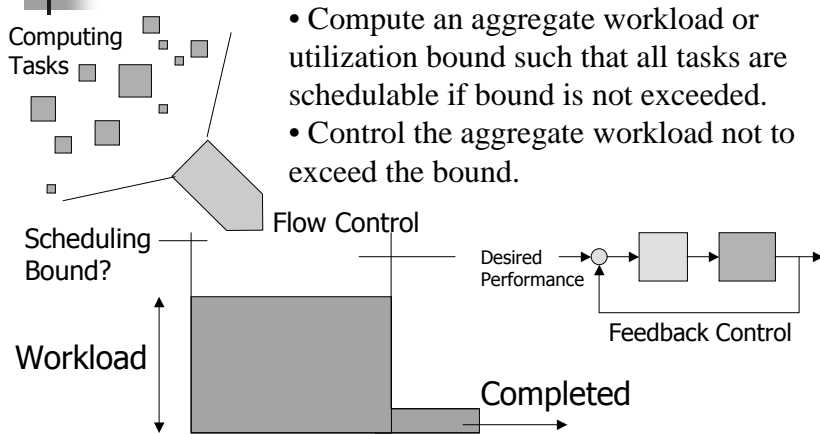 Computing
Tasks
• Compute an aggregate workload or
utilization bound such that all tasks are
schedulable if bound is not exceeded.
• Control the aggregate workload not to
exceed the bound.
Flow Control
Scheduling
Bound?
Desired
Performance
Feedback Control
Workload
Completed